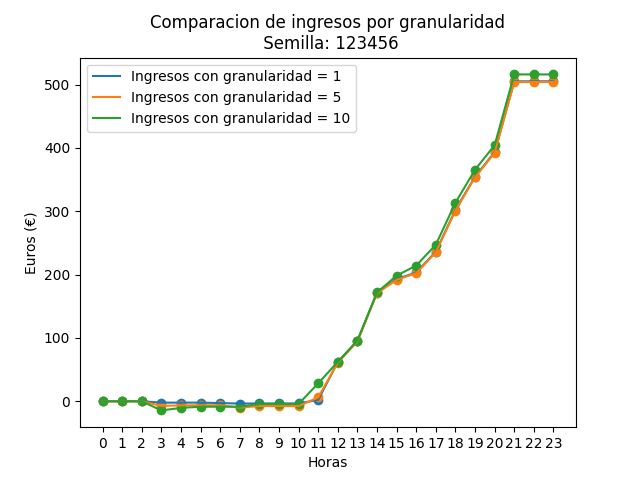 Comparacion de ingresos por granularidad
Semilla: 123456
Ingresos con granularidad = 1
Ingresos con granularidad = 5
Ingresos con granularidad = 10
Euros (€)
500
400
300
200
100
0
0 1 2 3 4 5 6 7 8 9 10 11 12 13 14 15 16 17 18 19 20 21 22 23
Horas